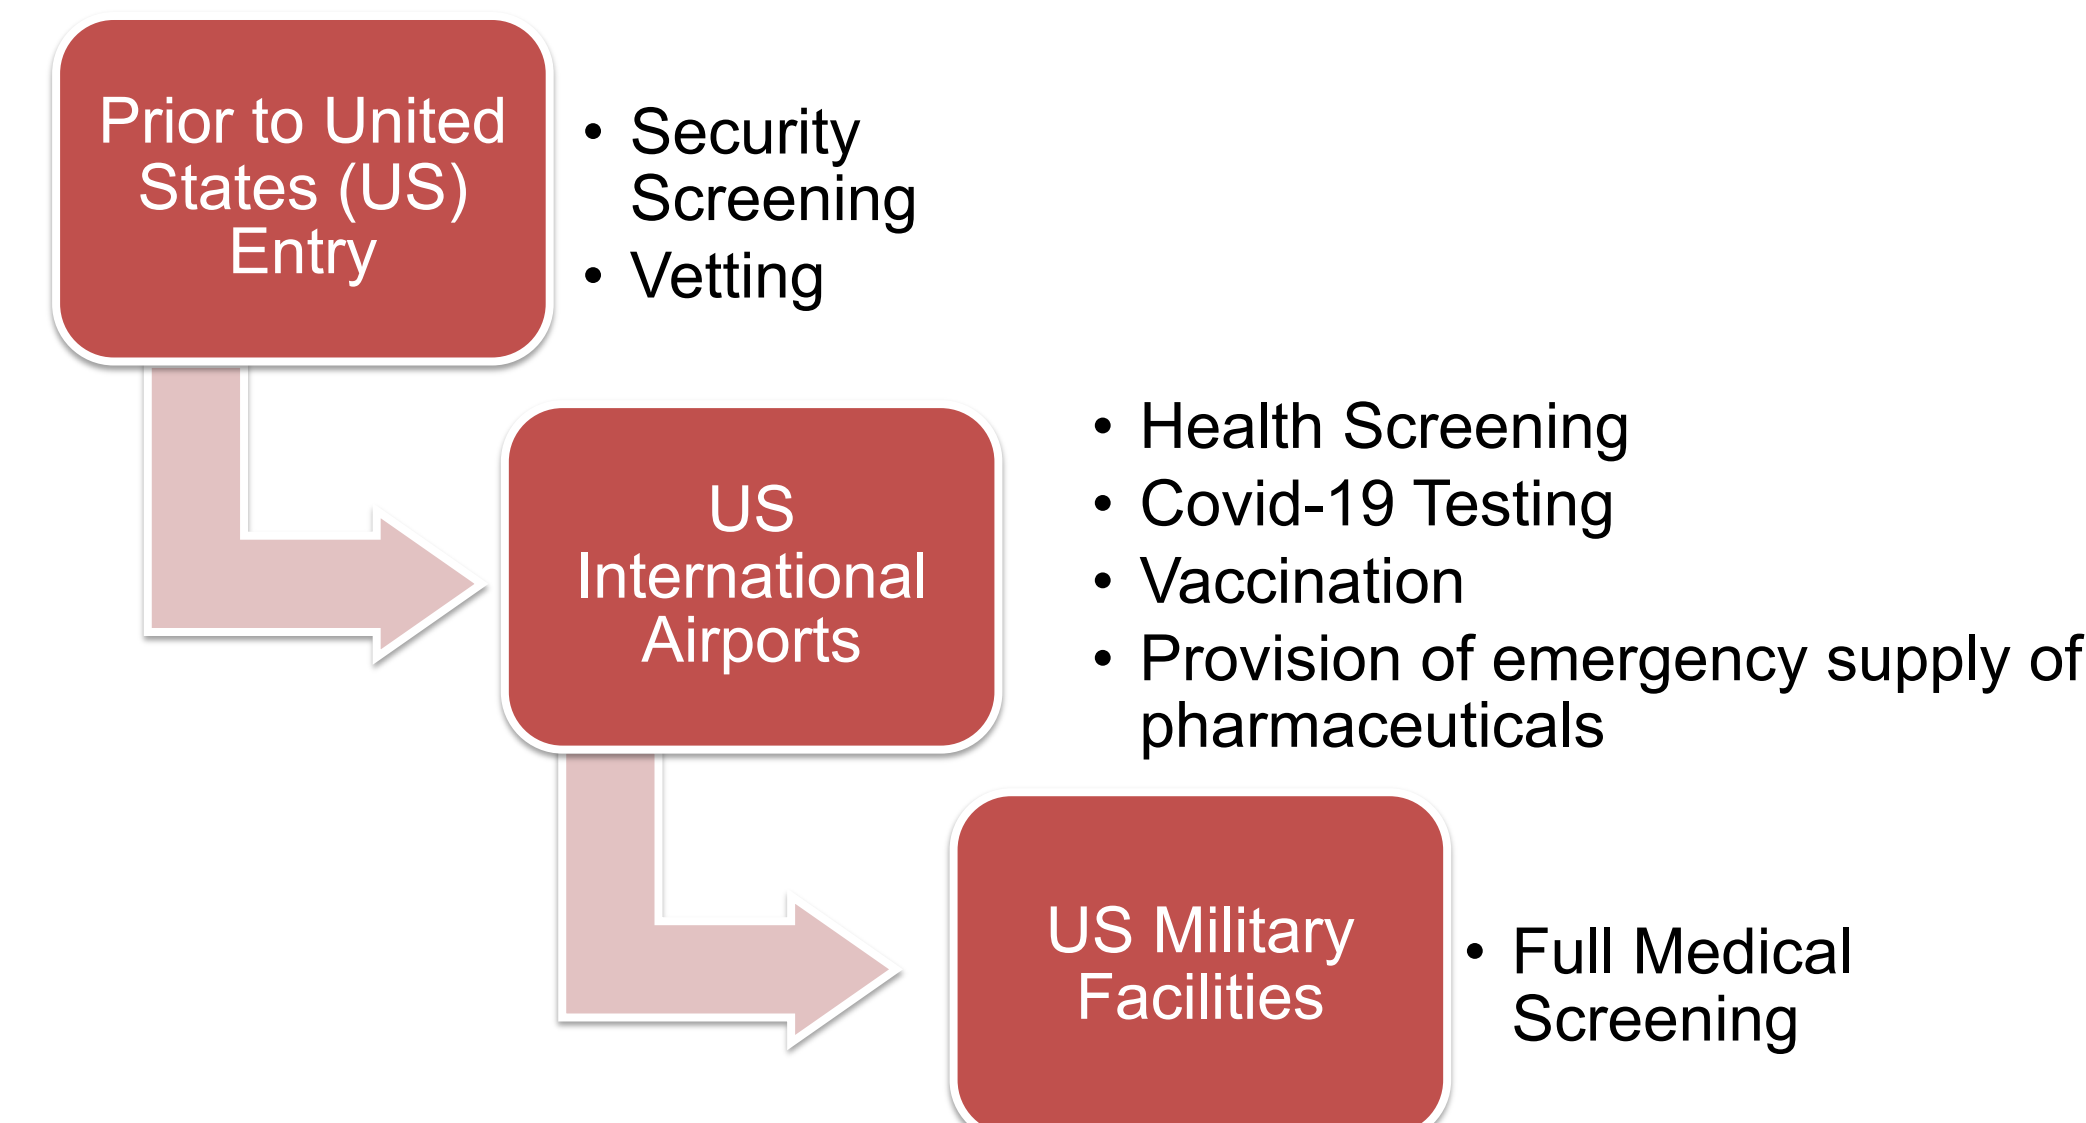 Prior to United
States (US)
Entry
• Security
Screening
• Vetting
US
International
Airports
• Health Screening
• Covid-19 Testing
• Vaccination
• Provision of emergency supply of
pharmaceuticals
US Military
Facilities
• Full Medical
Screening